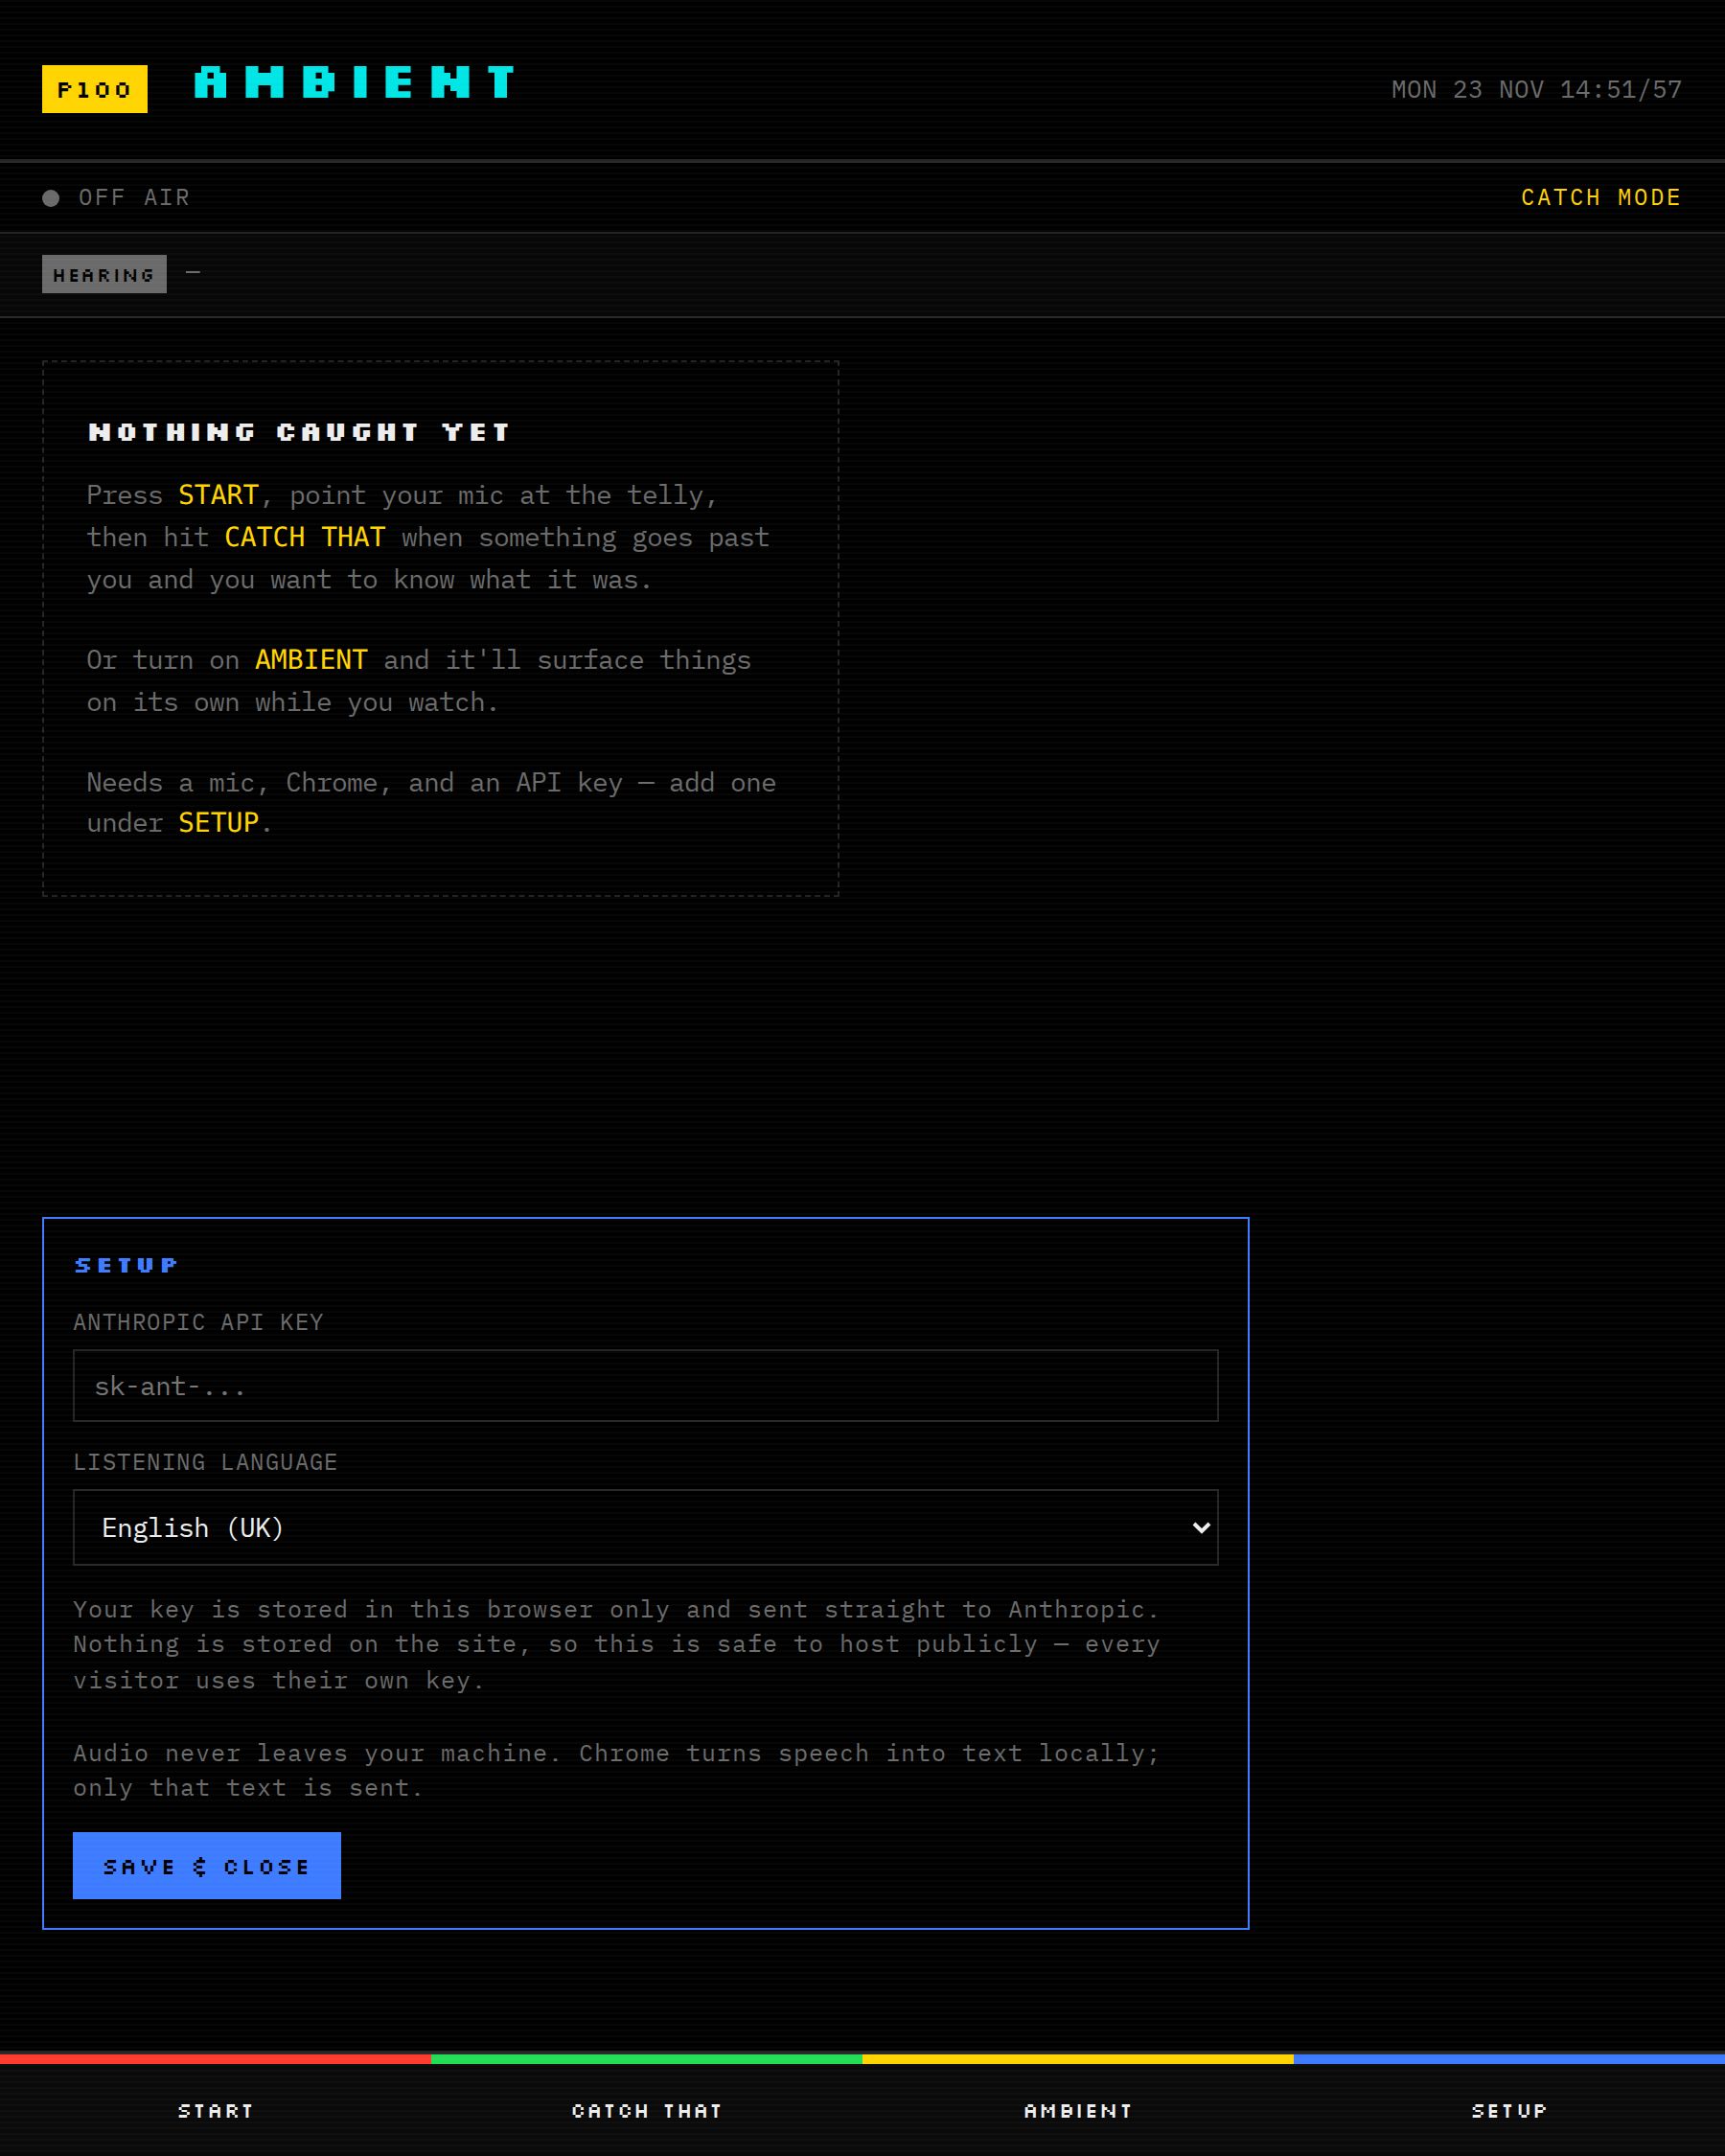 P100 AMBIENT MON 23 NOV 14:51/57
OFF AIR CATCH MODE
HEARING —
NOTHING CAUGHT YET
Press START, point your mic at the telly,
then hit CATCH THAT when something goes past
you and you want to know what it was.
Or turn on AMBIENT and it'll surface things
on its own while you watch.
Needs a mic, Chrome, and an API key — add one
under SETUP.
SETUP
ANTHROPIC API KEY
sk-ant-...
LISTENING LANGUAGE
English (UK)
Your key is stored in this browser only and sent straight to Anthropic.
Nothing is stored on the site, so this is safe to host publicly — every
visitor uses their own key.
Audio never leaves your machine. Chrome turns speech into text locally;
only that text is sent.
SAVE & CLOSE
START CATCH THAT AMBIENT SETUP